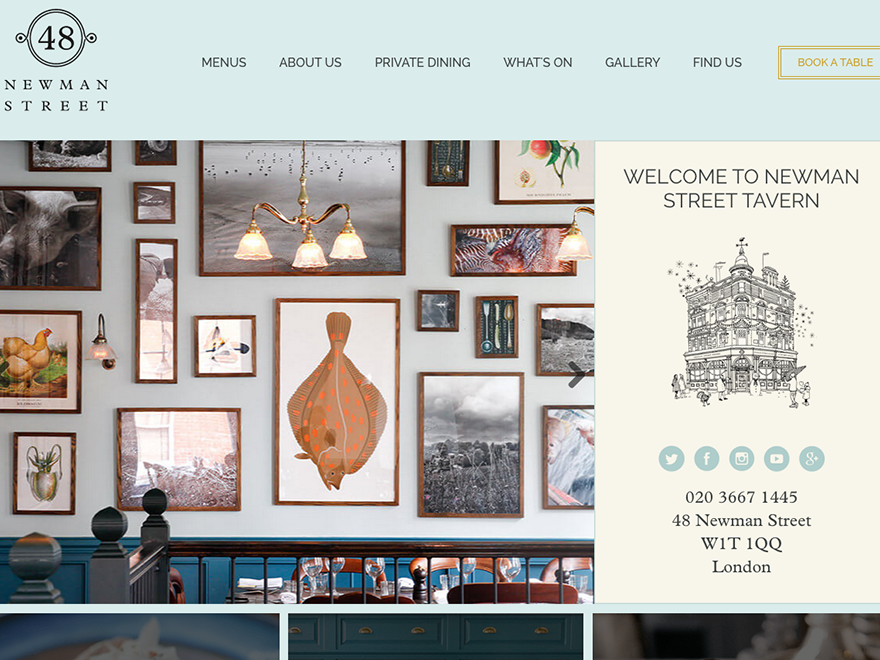 48
NEWMAN
STREET
MENUS
ABOUT US
PRIVATE DINING
WHAT'S ON
GALLERY
FIND US
BOOK A TABLE
WELCOME TO NEWMAN
STREET TAVERN
020 3667 1445
48 Newman Street
W1T 1QQ
London